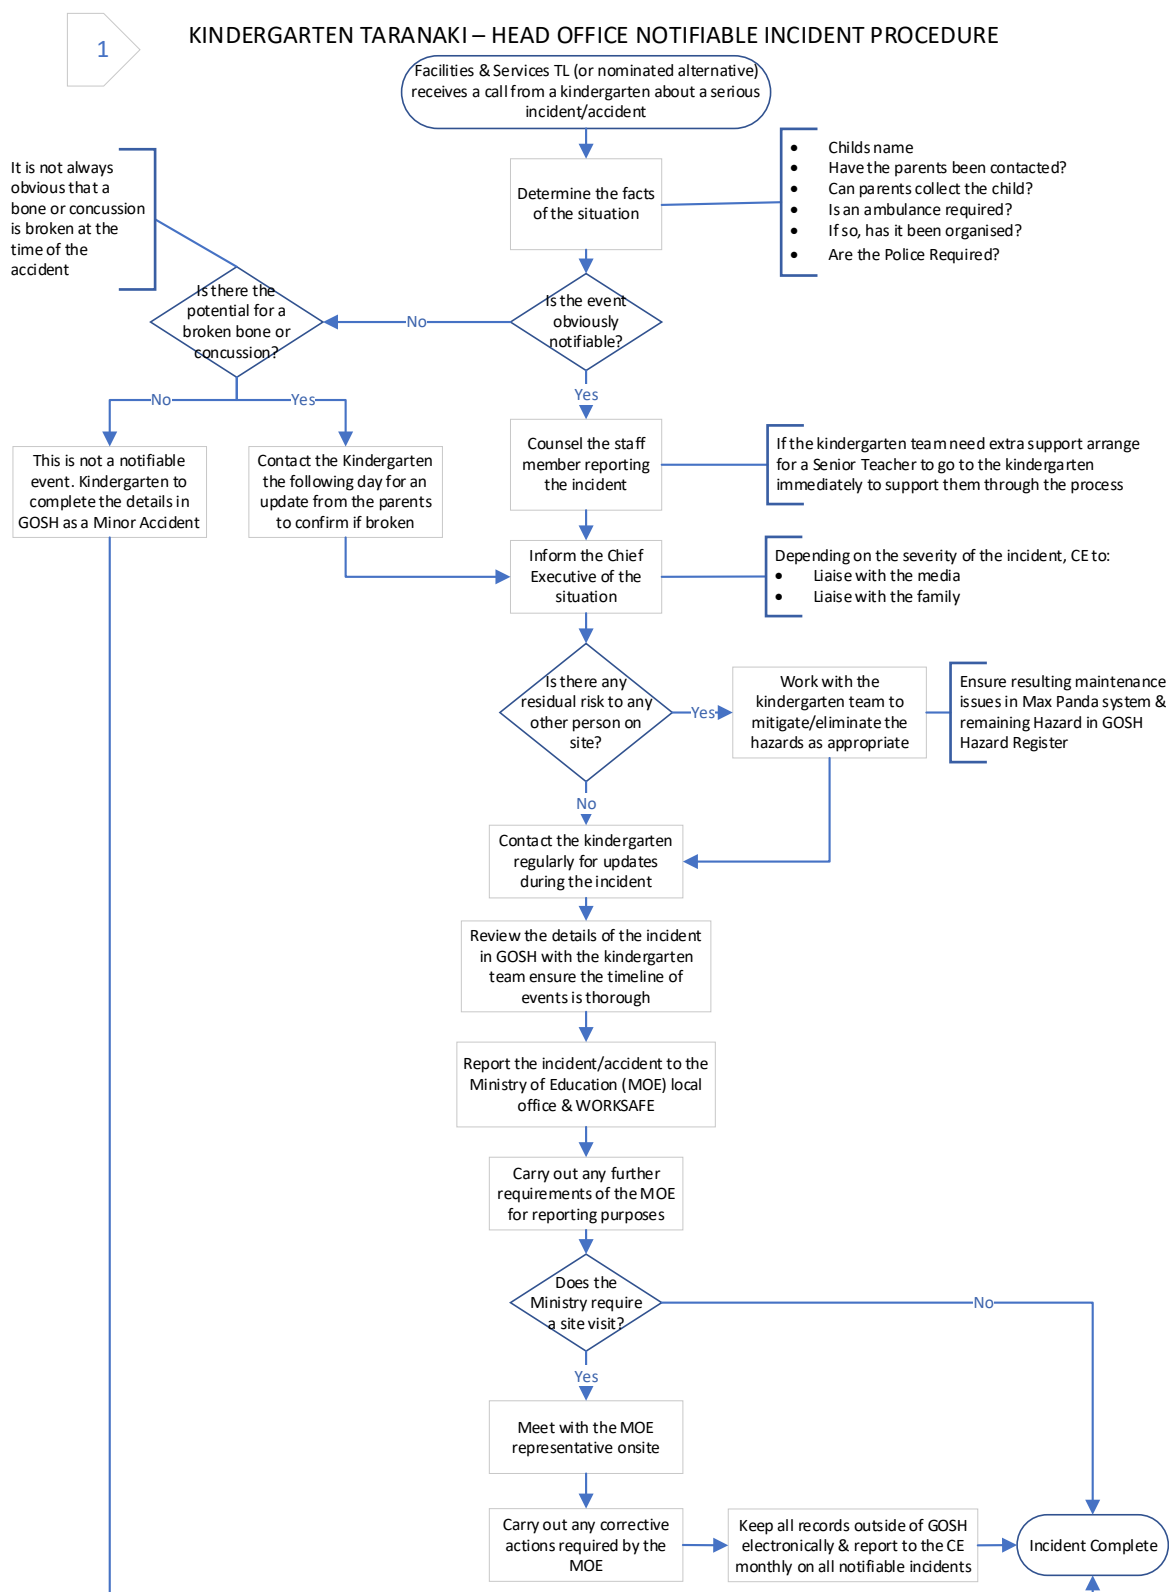 1
KINDERGARTEN TARANAKI – HEAD OFFICE NOTIFIABLE INCIDENT PROCEDURE
Facilities & Services TL (or nominated alternative)
receives a call from a kindergarten about a serious
incident/accident
Determine the facts
of the situation
• Childs name
• Have the parents been contacted?
• Can parents collect the child?
• Is an ambulance required?
• If so, has it been organised?
• Are the Police Required?
It is not always
obvious that a
bone or concussion
is broken at the
time of the
accident
Is there the
potential for a
broken bone or
concussion?
No
Is the event
obviously
notifiable?
No
Yes
Yes
This is not a notifiable
event. Kindergarten to
complete the details in
GOSH as a Minor Accident
Contact the Kindergarten
the following day for an
update from the parents
to confirm if broken
Counsel the staff
member reporting
the incident
If the kindergarten team need extra support arrange
for a Senior Teacher to go to the kindergarten
immediately to support them through the process
Inform the Chief
Executive of the
situation
Depending on the severity of the incident, CE to:
• Liaise with the media
• Liaise with the family
Is there any
residual risk to any
other person on
site?
Yes
Work with the
kindergarten team to
mitigate/eliminate the
hazards as appropriate
Ensure resulting maintenance
issues in Max Panda system &
remaining Hazard in GOSH
Hazard Register
No
Contact the kindergarten
regularly for updates
during the incident
Review the details of the incident
in GOSH with the kindergarten
team ensure the timeline of
events is thorough
Report the incident/accident to the
Ministry of Education (MOE) local
office & WORKSAFE
Carry out any further
requirements of the MOE
for reporting purposes
Does the
Ministry require
a site visit?
No
Yes
Meet with the MOE
representative onsite
Carry out any corrective
actions required by the
MOE
Keep all records outside of GOSH
electronically & report to the CE
monthly on all notifiable incidents
Incident Complete